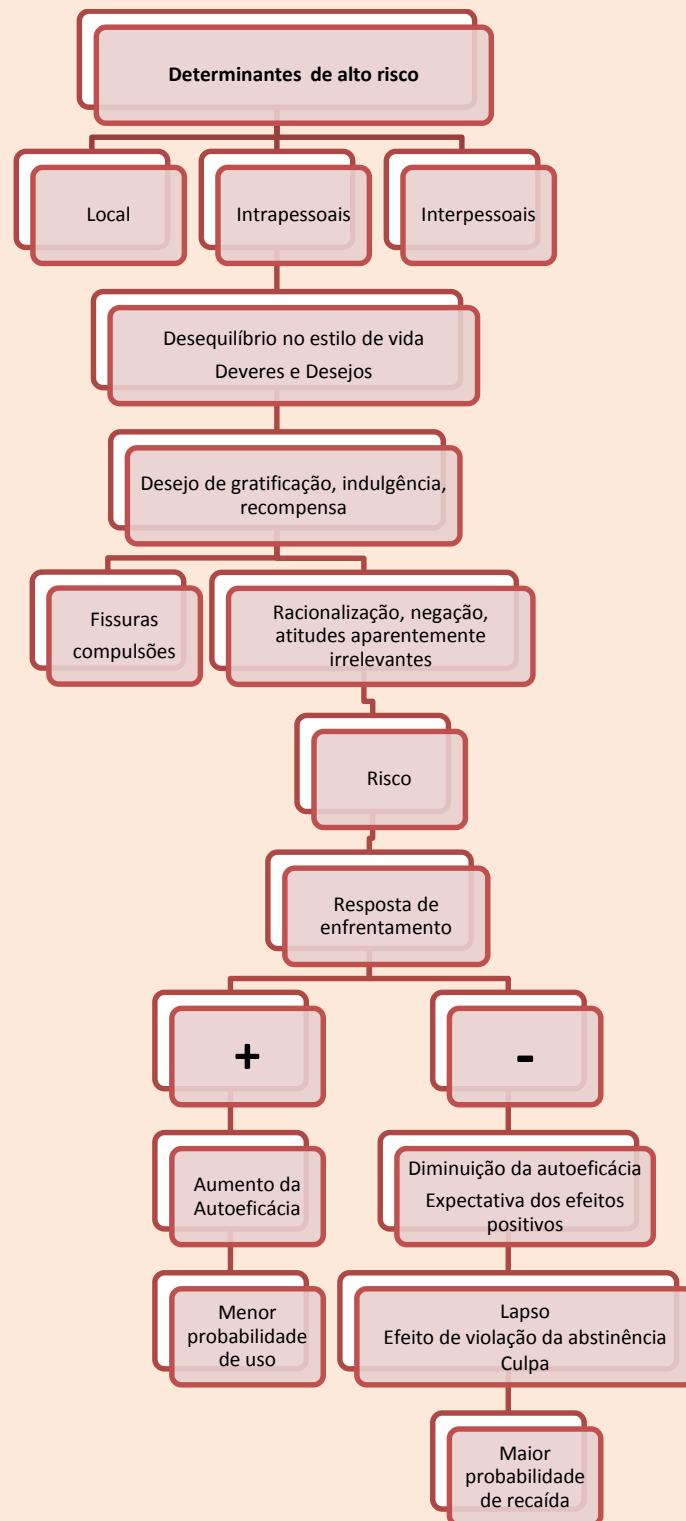 Determinantes de alto risco
Local
Intrapessoais
Interpessoais
Desequilíbrio no estilo de vida
Deveres e Desejos
Desejo de gratificação, indulgência,
recompensa
Fissuras
compulsões
Racionalização, negação,
atitudes aparentemente
irrelevantes
Risco
Resposta de
enfrentamento
+
-
Aumento da
Autoeficácia
Diminuição da autoeficácia
Expectativa dos efeitos
positivos
Menor
probabilidade
de uso
Lapso
Efeito de violação da abstinência
Culpa
Maior
probabilidade
de recaída